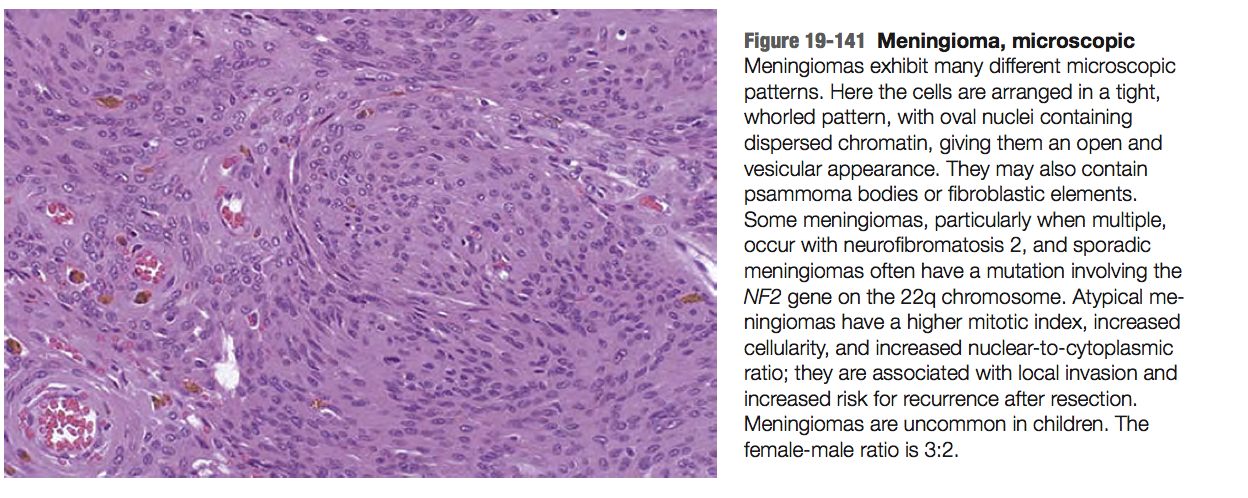 Figure 19-141 Meningioma, microscopic
Meningiomas exhibit many different microscopic
patterns. Here the cells are arranged in a tight,
whorled pattern, with oval nuclei containing
dispersed chromatin, giving them an open and
vesicular appearance. They may also contain
psammoma bodies or fibroblastic elements.
Some meningiomas, particularly when multiple,
occur with neurofibromatosis 2, and sporadic
meningiomas often have a mutation involving the
NF2 gene on the 22q chromosome. Atypical me-
ningiomas have a higher mitotic index, increased
cellularity, and increased nuclear-to-cytoplasmic
ratio; they are associated with local invasion and
increased risk for recurrence after resection.
Meningiomas are uncommon in children. The
female-male ratio is 3:2.